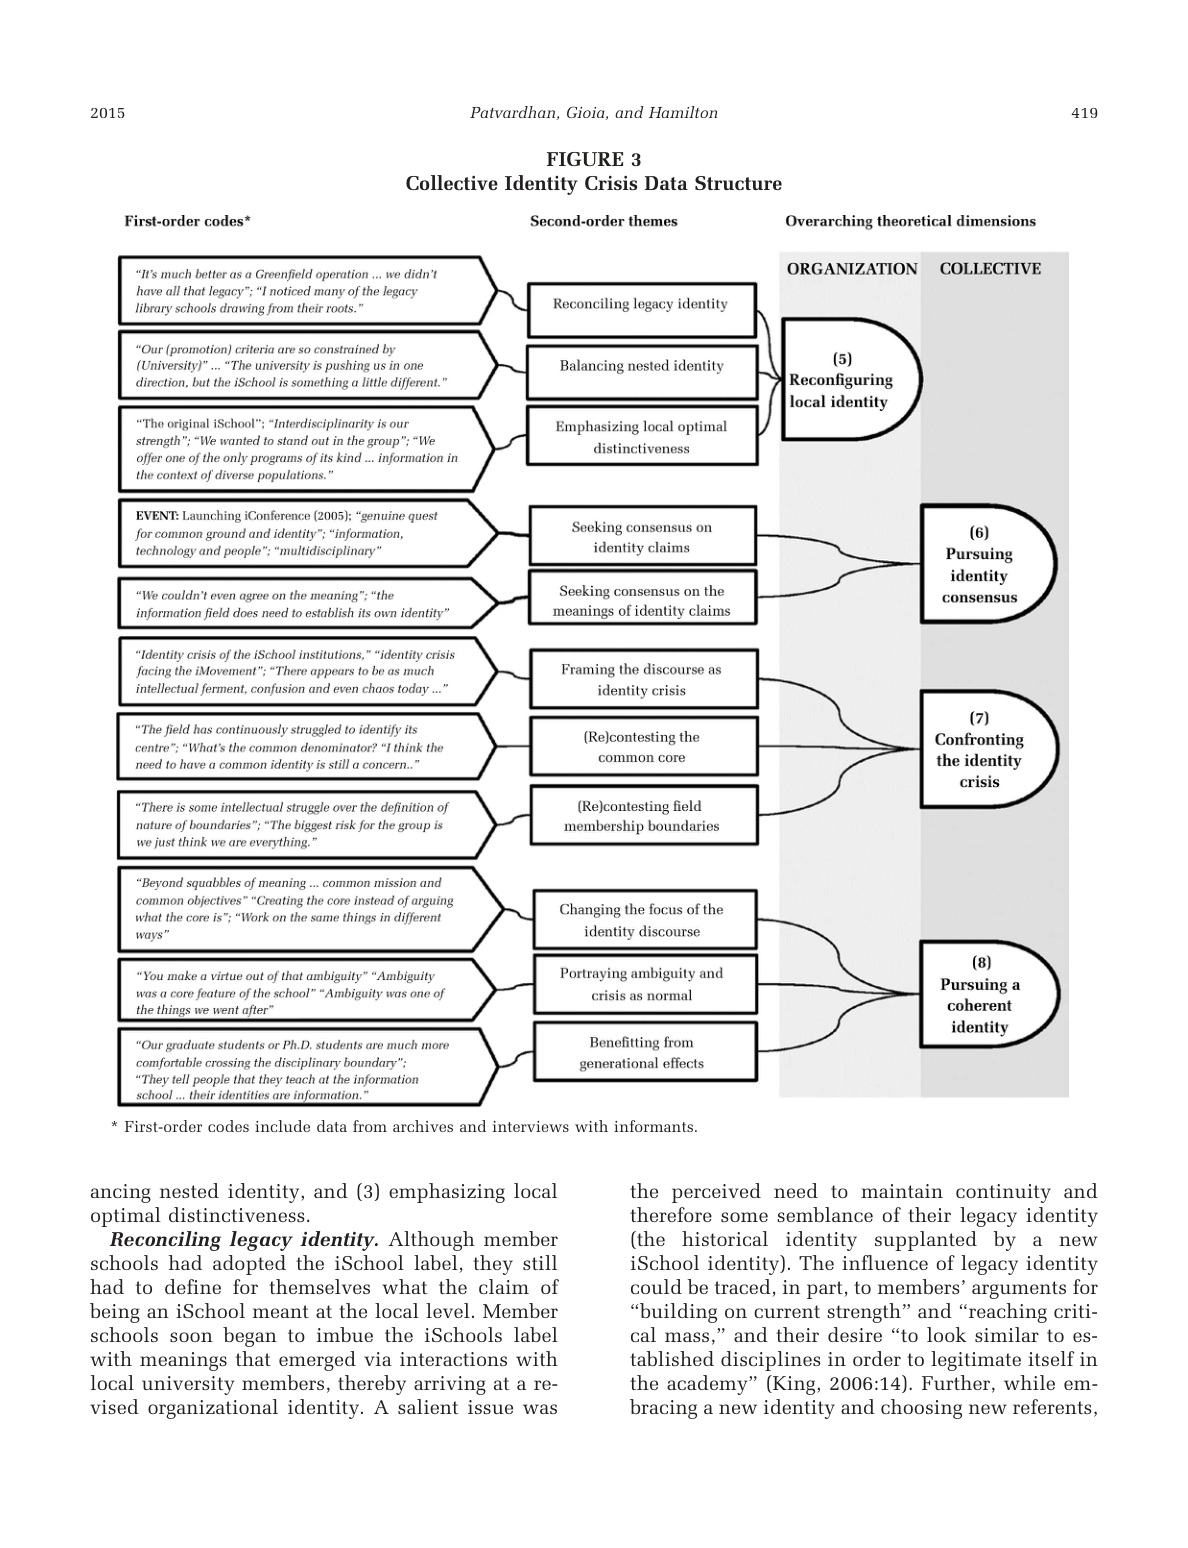 2015
Patvardhan, Gioia, and Hamilton
419
FIGURE 3
Collective Identity Crisis Data Structure
First-order codes*
Second-order themes
Overarching theoretical dimensions
ORGANIZATION
COLLECTIVE
“It’s much better as a Greenfield operation ... we didn’t
have all that legacy”; “I noticed many of the legacy
library schools drawing from their roots.”
Reconciling legacy identity
“Our (promotion) criteria are so constrained by
(University)” ... “The university is pushing us in one
direction, but the iSchool is something a little different.”
Balancing nested identity
“The original iSchool”; “Interdisciplinarity is our
strength”; “We wanted to stand out in the group”; “We
offer one of the only programs of its kind ... information in
the context of diverse populations.”
Emphasizing local optimal
distinctiveness
(5)
Reconfiguring
local identity
EVENT: Launching iConference (2005); “genuine quest
for common ground and identity”; “information,
technology and people”; “multidisciplinary”
Seeking consensus on
identity claims
“We couldn’t even agree on the meaning”; “the
information field does need to establish its own identity”
Seeking consensus on the
meanings of identity claims
(6)
Pursuing
identity
consensus
“Identity crisis of the iSchool institutions,” “identity crisis
facing the iMovement”; “There appears to be as much
intellectual ferment, confusion and even chaos today ...”
Framing the discourse as
identity crisis
“The field has continuously struggled to identify its
centre”; “What’s the common denominator? “I think the
need to have a common identity is still a concern..”
(Re)contesting the
common core
“There is some intellectual struggle over the definition of
nature of boundaries”; “The biggest risk for the group is
we just think we are everything.”
(Re)contesting field
membership boundaries
(7)
Confronting
the identity
crisis
“Beyond squabbles of meaning ... common mission and
common objectives” “Creating the core instead of arguing
what the core is”; “Work on the same things in different
ways”
Changing the focus of the
identity discourse
“You make a virtue out of that ambiguity” “Ambiguity
was a core feature of the school” “Ambiguity was one of
the things we went after”
Portraying ambiguity and
crisis as normal
“Our graduate students or Ph.D. students are much more
comfortable crossing the disciplinary boundary”;
“They tell people that they teach at the information
school ... their identities are information.”
Benefitting from
generational effects
(8)
Pursuing a
coherent
identity
* First-order codes include data from archives and interviews with informants.
ancing nested identity, and (3) emphasizing local
optimal distinctiveness.
Reconciling legacy identity. Although member
schools had adopted the iSchool label, they still
had to define for themselves what the claim of
being an iSchool meant at the local level. Member
schools soon began to imbue the iSchools label
with meanings that emerged via interactions with
local university members, thereby arriving at a re-
vised organizational identity. A salient issue was
the perceived need to maintain continuity and
therefore some semblance of their legacy identity
(the historical identity supplanted by a new
iSchool identity). The influence of legacy identity
could be traced, in part, to members’ arguments for
“building on current strength” and “reaching criti-
cal mass,” and their desire “to look similar to es-
tablished disciplines in order to legitimate itself in
the academy” (King, 2006:14). Further, while em-
bracing a new identity and choosing new referents,